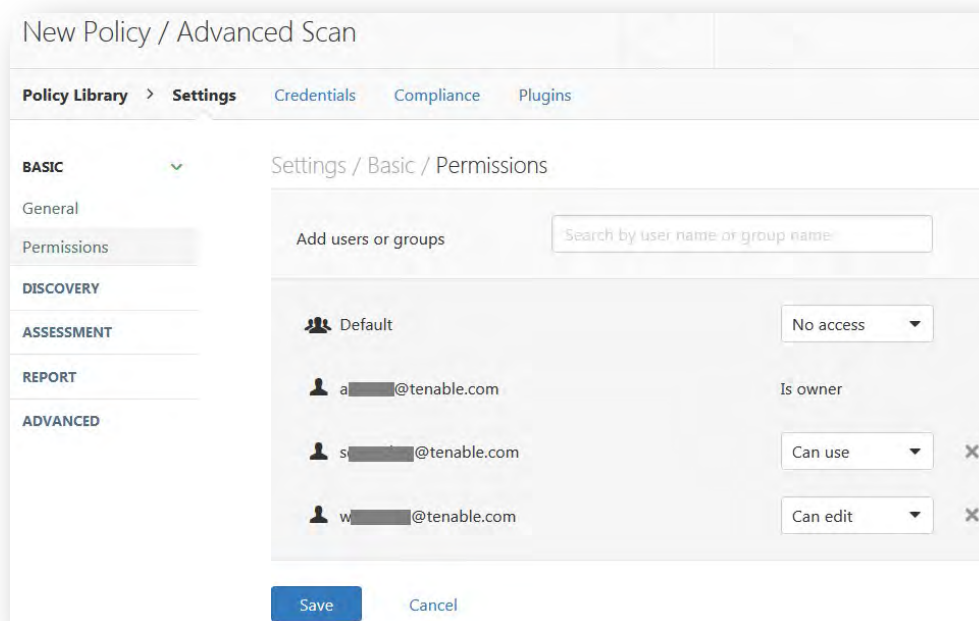 New Policy / Advanced Scan
Policy Library > Settings Credentials Compliance Plugins
BASIC
General
Permissions
DISCOVERY
ASSESSMENT
REPORT
ADVANCED
Settings / Basic / Permissions
Add users or groups Search by user name or group name
Default No access
a @tenable.com Is owner
s @tenable.com Can use
w @tenable.com Can edit
Save Cancel